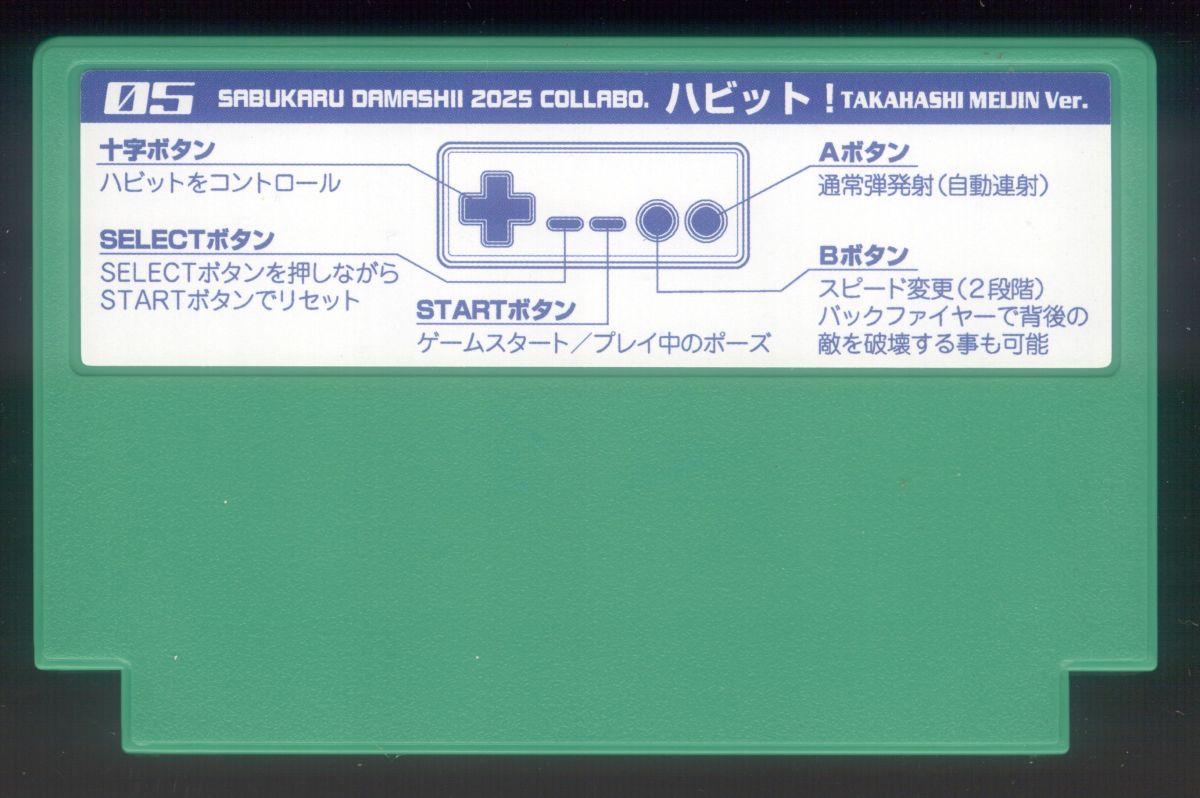 05 SABUKARU DAMASHII 2025 COLLABO. ハビット！TAKAHASHI MEIJIN Ver.
十字ボタン
ハビットをコントロール
SELECTボタン
SELECTボタンを押しながら
STARTボタンでリセット
STARTボタン
ゲームスタート／プレイ中のポーズ
Aボタン
通常弾発射（自動連射）
Bボタン
スピード変更（２段階）
バックファイヤーで背後の
敵を破壊する事も可能